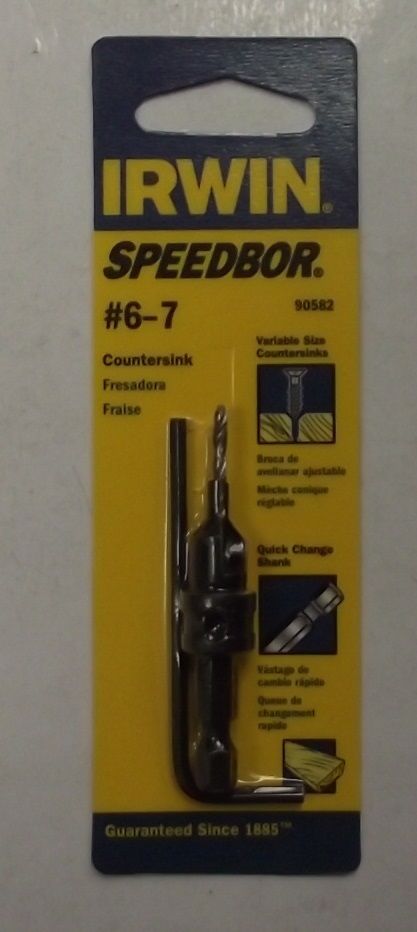 IRWIN®
SPEEDBOR®
#6-7
90582
Countersink
Fresadora
Fraise
Variable Size
Countersinks
Broca de
avellanar ajustable
Mèche conique
réglable
Quick Change
Shank
Vástago de
cambio rápido
Queue de
changement
rapide
Guaranteed Since 1885™